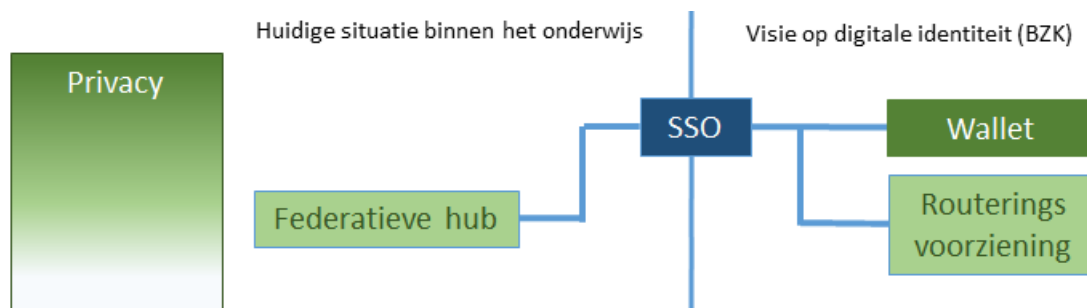 Huidige situatie binnen het onderwijs
Visie op digitale identiteit (BZK)
Privacy
SSO
Wallet
Federatieve hub
Routerings
voorziening